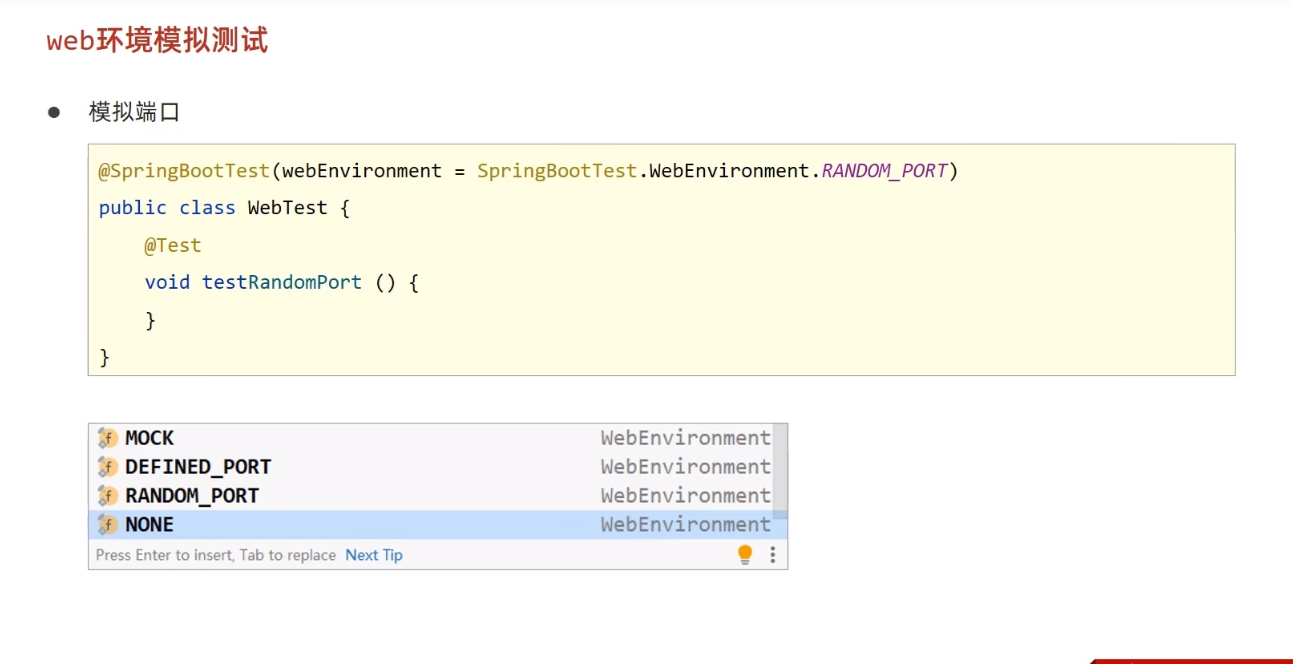 web环境模拟测试
● 模拟端口
@SpringBootTest(webEnvironment = SpringBootTest.WebEnvironment.RANDOM_PORT)
public class WebTest {
@Test
void testRandomPort () {
}
}
MOCK WebEnvironment
DEFINED_PORT WebEnvironment
RANDOM_PORT WebEnvironment
NONE WebEnvironment
Press Enter to insert, Tab to replace Next Tip